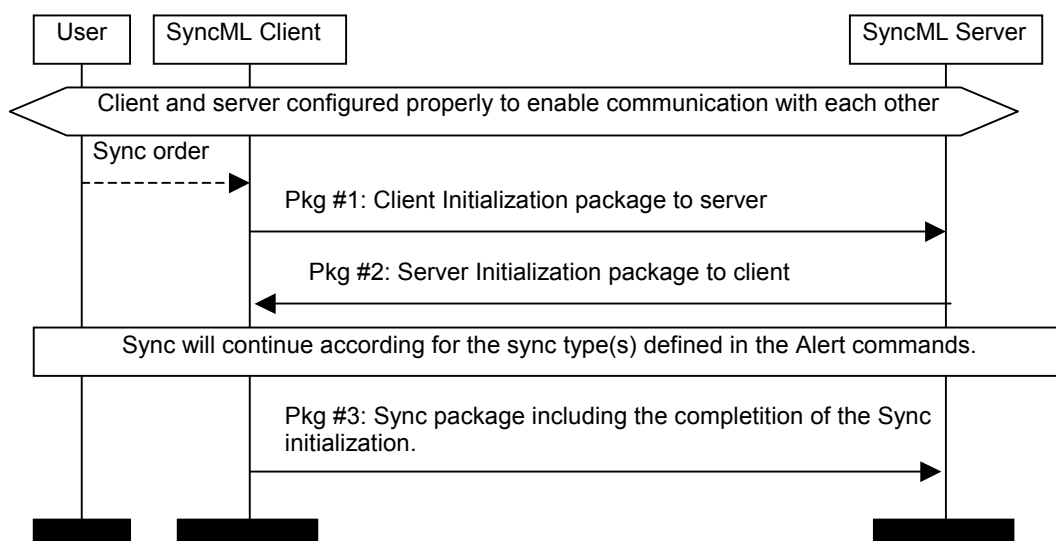 User
SyncML Client
SyncML Server
Client and server configured properly to enable communication with each other
Sync order
Pkg #1: Client Initialization package to server
Pkg #2: Server Initialization package to client
Sync will continue according for the sync type(s) defined in the Alert commands.
Pkg #3: Sync package including the completition of the Sync
initialization.